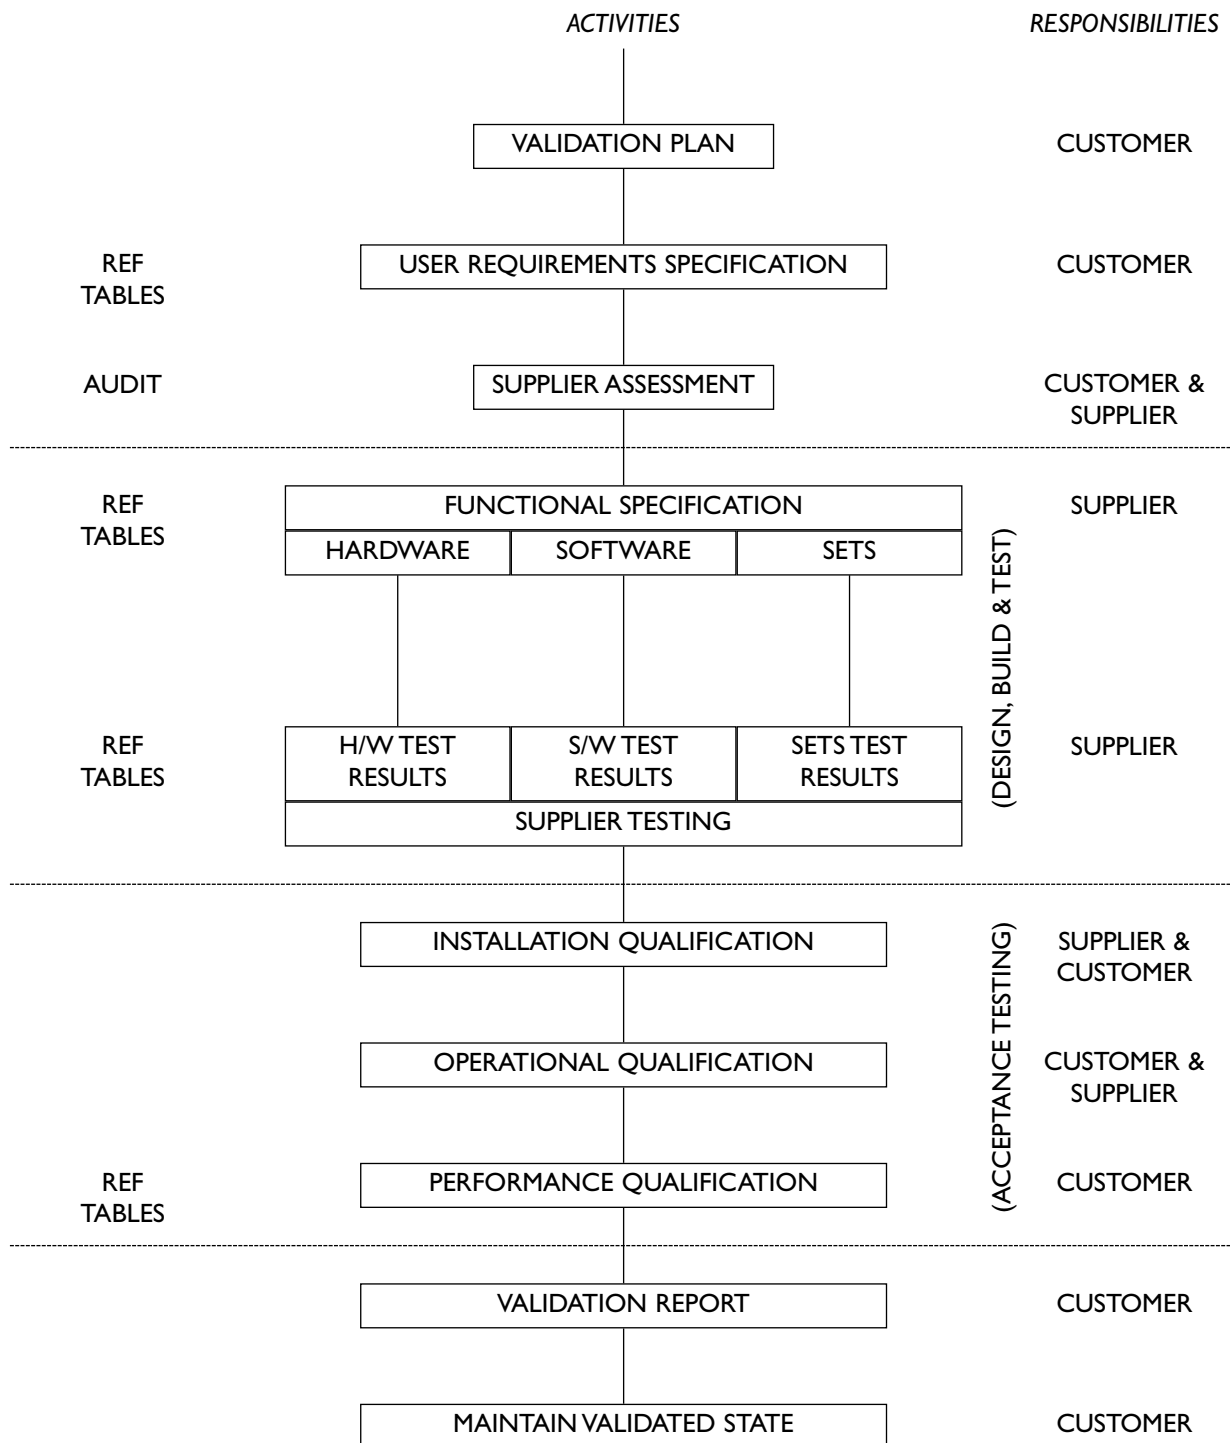 ACTIVITIES
RESPONSIBILITIES
VALIDATION PLAN
CUSTOMER
REF
TABLES
USER REQUIREMENTS SPECIFICATION
CUSTOMER
AUDIT
SUPPLIER ASSESSMENT
CUSTOMER &
SUPPLIER
REF
TABLES
FUNCTIONAL SPECIFICATION
SUPPLIER
HARDWARE
SOFTWARE
SETS
(DESIGN, BUILD & TEST)
REF
TABLES
H/W TEST
RESULTS
S/W TEST
RESULTS
SETS TEST
RESULTS
SUPPLIER
SUPPLIER TESTING
INSTALLATION QUALIFICATION
SUPPLIER &
CUSTOMER
(ACCEPTANCE TESTING)
OPERATIONAL QUALIFICATION
CUSTOMER &
SUPPLIER
REF
TABLES
PERFORMANCE QUALIFICATION
CUSTOMER
VALIDATION REPORT
CUSTOMER
MAINTAIN VALIDATED STATE
CUSTOMER